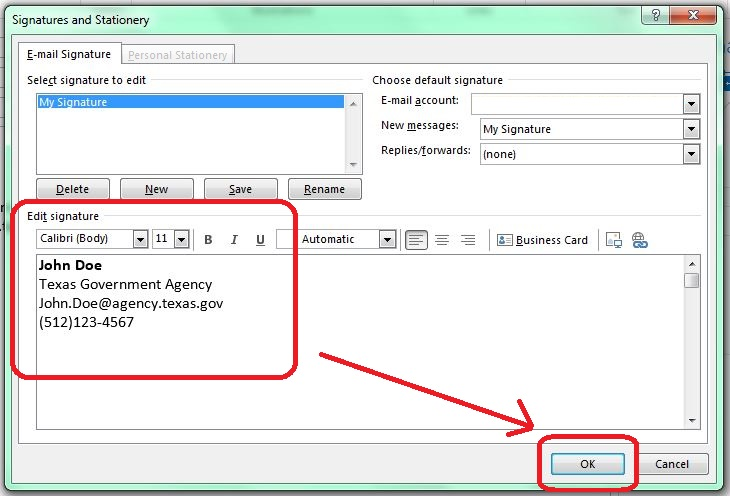 Signatures and Stationery
E-mail Signature
Personal Stationery
Select signature to edit
Choose default signature
My Signature
E-mail account:
New messages:
My Signature
Replies/forwards:
(none)
Delete
New
Save
Rename
Edit signature
Calibri (Body)
11
B
I
U
Automatic
Business Card
John Doe
Texas Government Agency
John.Doe@agency.texas.gov
(512)123-4567
OK
Cancel